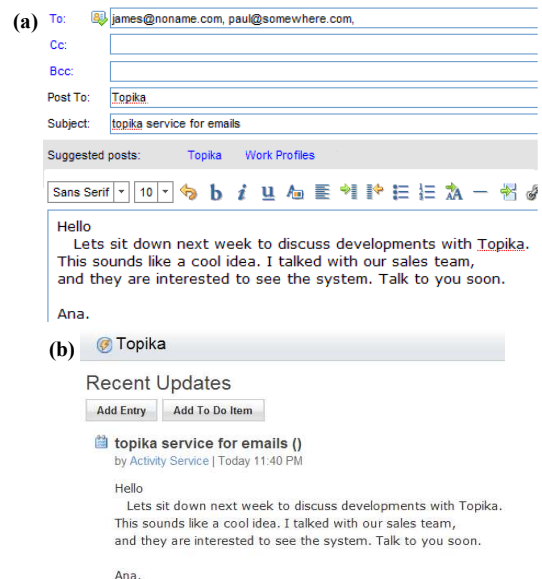 (a)
To: james@noname.com, paul@somewhere.com,
Cc:
Bcc:
Post To: Topika
Subject: topika service for emails
Suggested posts: Topika Work Profiles
Sans Serif 10 b i u A AA
Hello
Lets sit down next week to discuss developments with Topika.
This sounds like a cool idea. I talked with our sales team,
and they are interested to see the system. Talk to you soon.
Ana.
(b) Topika
Recent Updates
Add Entry Add To Do Item
topika service for emails ()
by Activity Service | Today 11:40 PM
Hello
Lets sit down next week to discuss developments with Topika.
This sounds like a cool idea. I talked with our sales team,
and they are interested to see the system. Talk to you soon.
Ana.